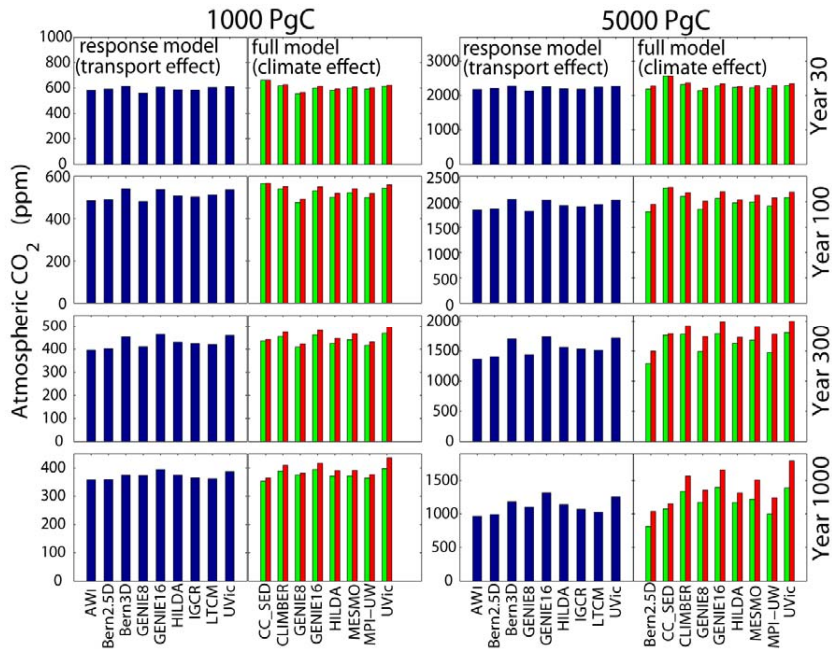 1000 PgC
5000 PgC
response model
(transport effect)
full model
(climate effect)
response model
(transport effect)
full model
(climate effect)
Atmospheric CO2 (ppm)
1000
800
600
400
200
0
3000
2000
1000
0
Year 30
600
400
200
0
2500
2000
1500
1000
500
0
Year 100
500
400
300
200
100
0
2000
1500
1000
500
0
Year 300
400
300
200
100
0
1500
1000
500
0
Year 1000
AWI
Bern2.5D
Bern3D
GENIE8
GENIE16
HILDA
IGCR
LTCM
UVic
CC_SED
CLIMBER
GENIE8
GENIE16
HILDA
MESMO
MPI-UW
UVic
AWI
Bern2.5D
Bern3D
GENIE8
GENIE16
HILDA
IGCR
LTCM
UVic
Bern2.5D
CC_SED
CLIMBER
GENIE8
GENIE16
HILDA
MESMO
MPI-UW
UVic